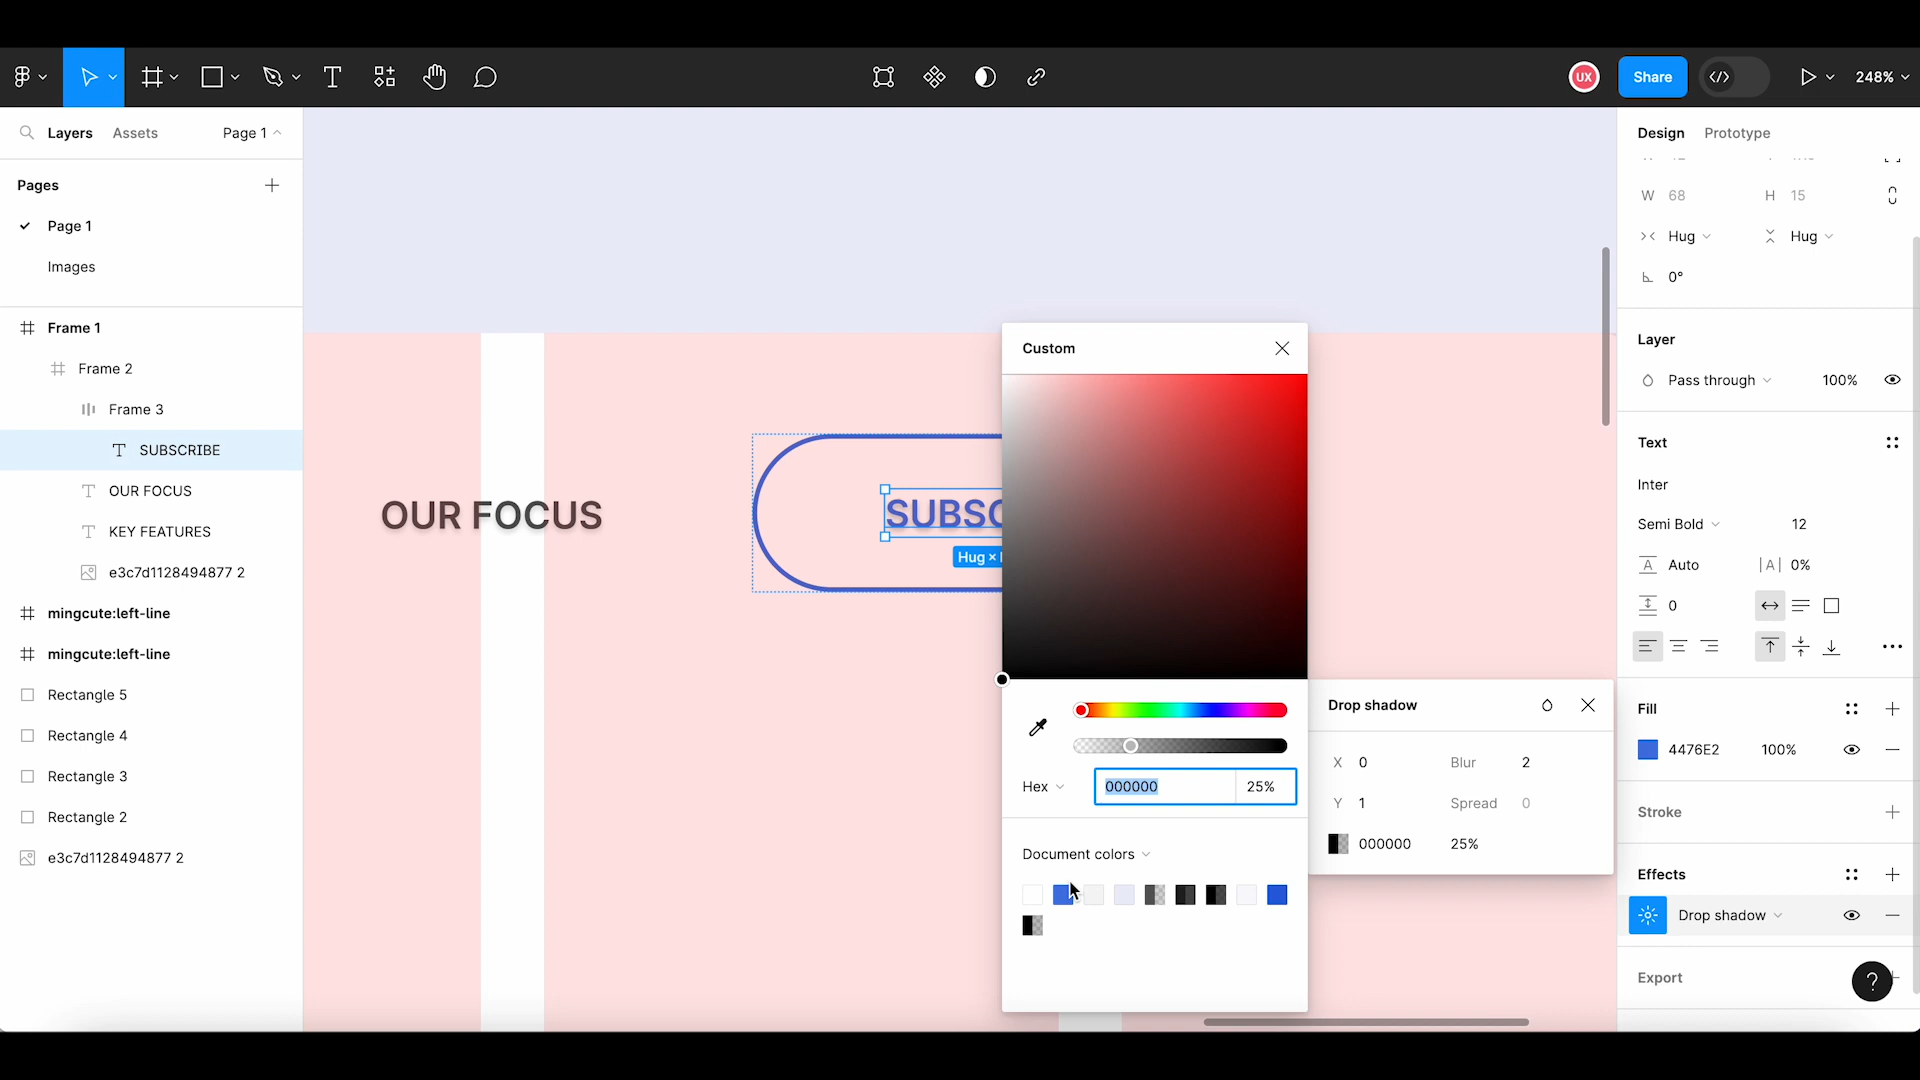 UX
Share
248%
Layers
Assets
Page 1
Design
Prototype
Pages
Page 1
Images
W 68
H 15
Hug
Hug
0°
Frame 1
Frame 2
Frame 3
SUBSCRIBE
OUR FOCUS
KEY FEATURES
e3c7d1128494877 2
mingcute:left-line
mingcute:left-line
Rectangle 5
Rectangle 4
Rectangle 3
Rectangle 2
e3c7d1128494877 2
OUR FOCUS
SUBSC
Hug ×
Custom
Hex
000000
25%
Document colors
Drop shadow
X 0
Blur 2
Y 1
Spread 0
000000
25%
Layer
Pass through
100%
Text
Inter
Semi Bold
12
A Auto
|A| 0%
0
Fill
4476E2
100%
Stroke
Effects
Drop shadow
Export
?